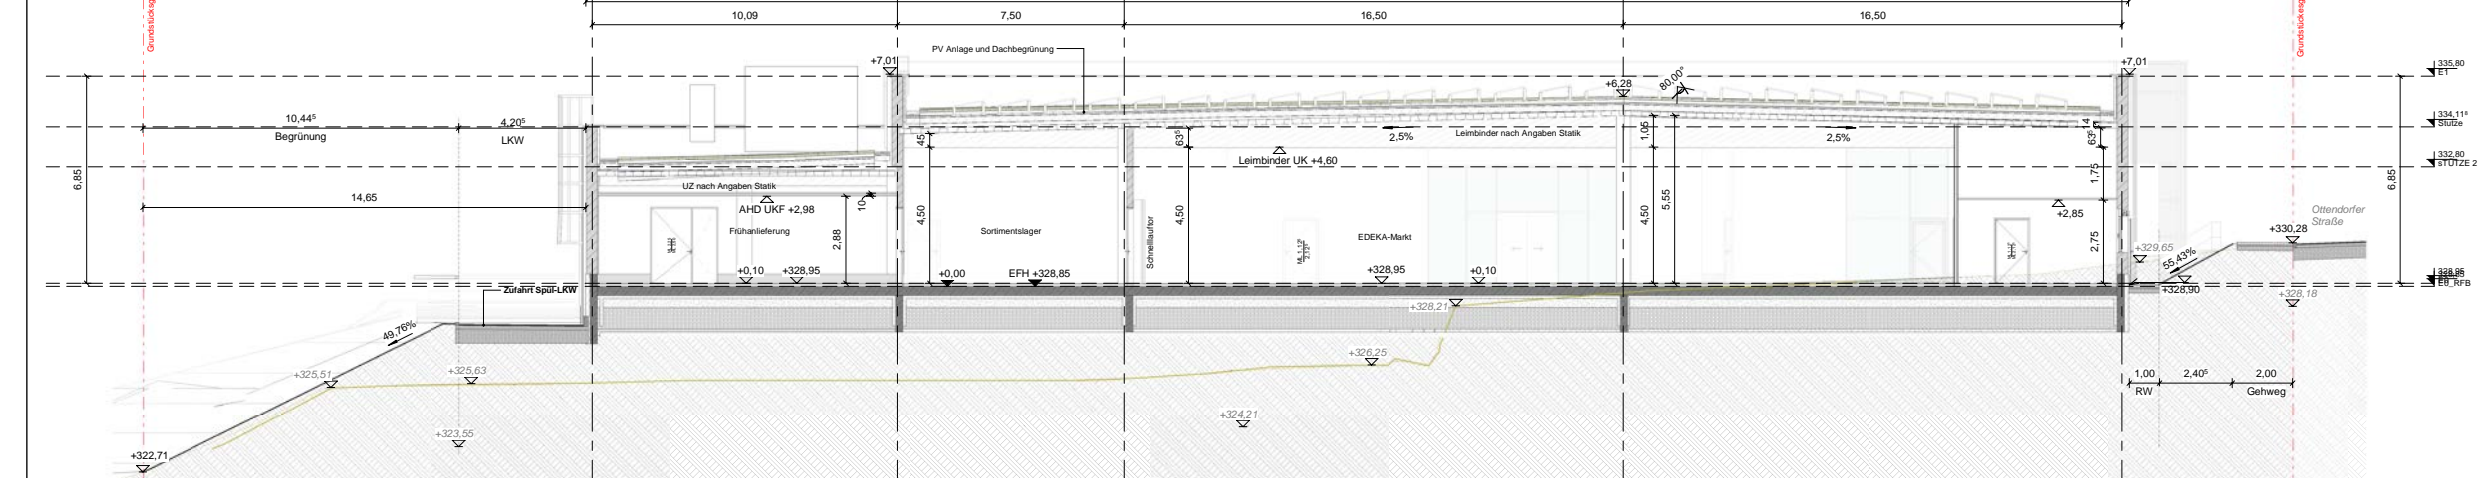 10,09
7,50
16,50
16,50
PV Anlage und Dachbegrünung
+7,01
+7,01
+6,28
80,00°
335,80
E1
10,44⁵
Begrünung
4,20⁵
LKW
45
63⁵
2,5%
Leimbinder nach Angaben Statik
1,05
2,5%
14
63⁵
334,11⁸
Stütze
Leimbinder UK +4,60
332,80
sTÜTZE 2
6,85
14,65
UZ nach Angaben Statik
AHD UKF +2,98
10
Frühanlieferung
2,88
4,50
Sortimentslager
Schnelllauftor
4,50
EDEKA-Markt
4,50
5,55
1,75
+2,85
2,75
6,85
Ottendorfer
Straße
+330,28
+329,65
55,43%
+0,10
+328,95
+0,00
EFH +328,85
+328,95
+0,10
E0_RFB
+328,90
+328,18
Zufahrt Spül-LKW
49,76%
+328,21
+326,25
+325,51
+325,63
1,00
2,40⁵
2,00
RW
Gehweg
+324,21
+323,55
+322,71